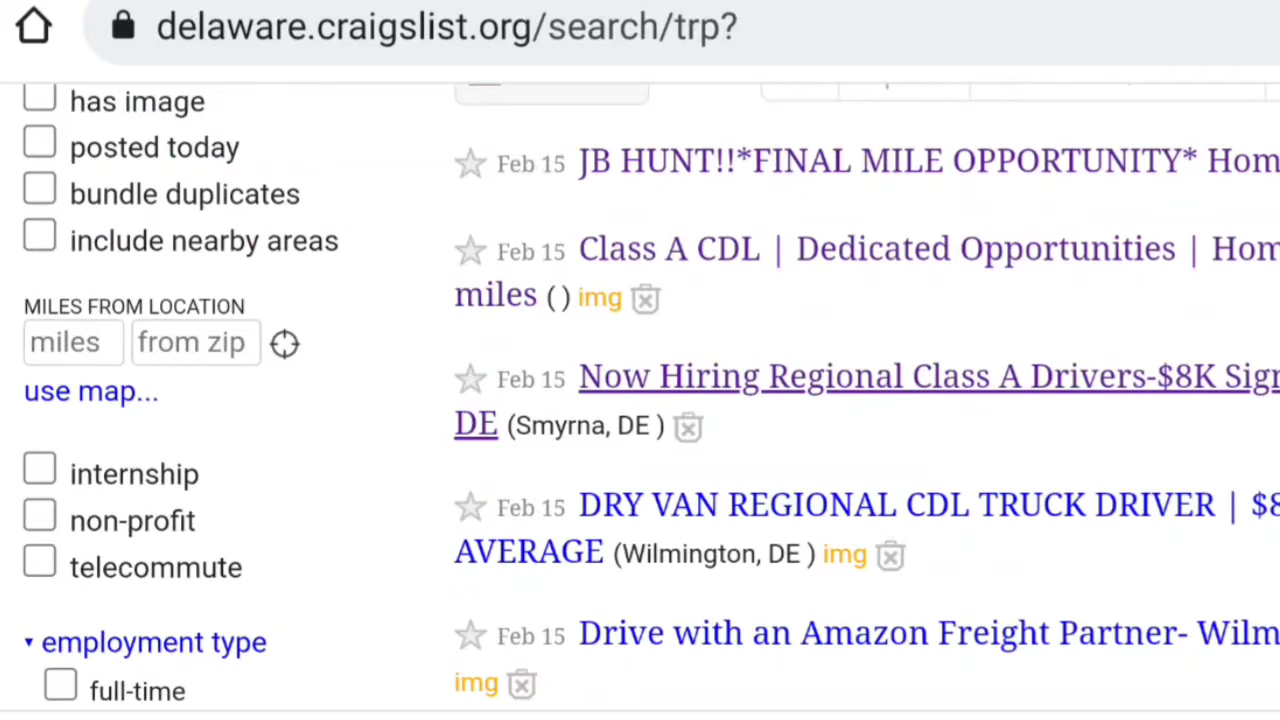 delaware.craigslist.org/search/trp?
has image
posted today
bundle duplicates
include nearby areas
MILES FROM LOCATION
miles from zip
use map...
internship
non-profit
telecommute
employment type
full-time
Feb 15 JB HUNT!!*FINAL MILE OPPORTUNITY* Hom
Feb 15 Class A CDL | Dedicated Opportunities | Hom
miles ( ) img
Feb 15 Now Hiring Regional Class A Drivers-$8K Sign
DE (Smyrna, DE )
Feb 15 DRY VAN REGIONAL CDL TRUCK DRIVER | $8
AVERAGE (Wilmington, DE ) img
Feb 15 Drive with an Amazon Freight Partner- Wilm
img